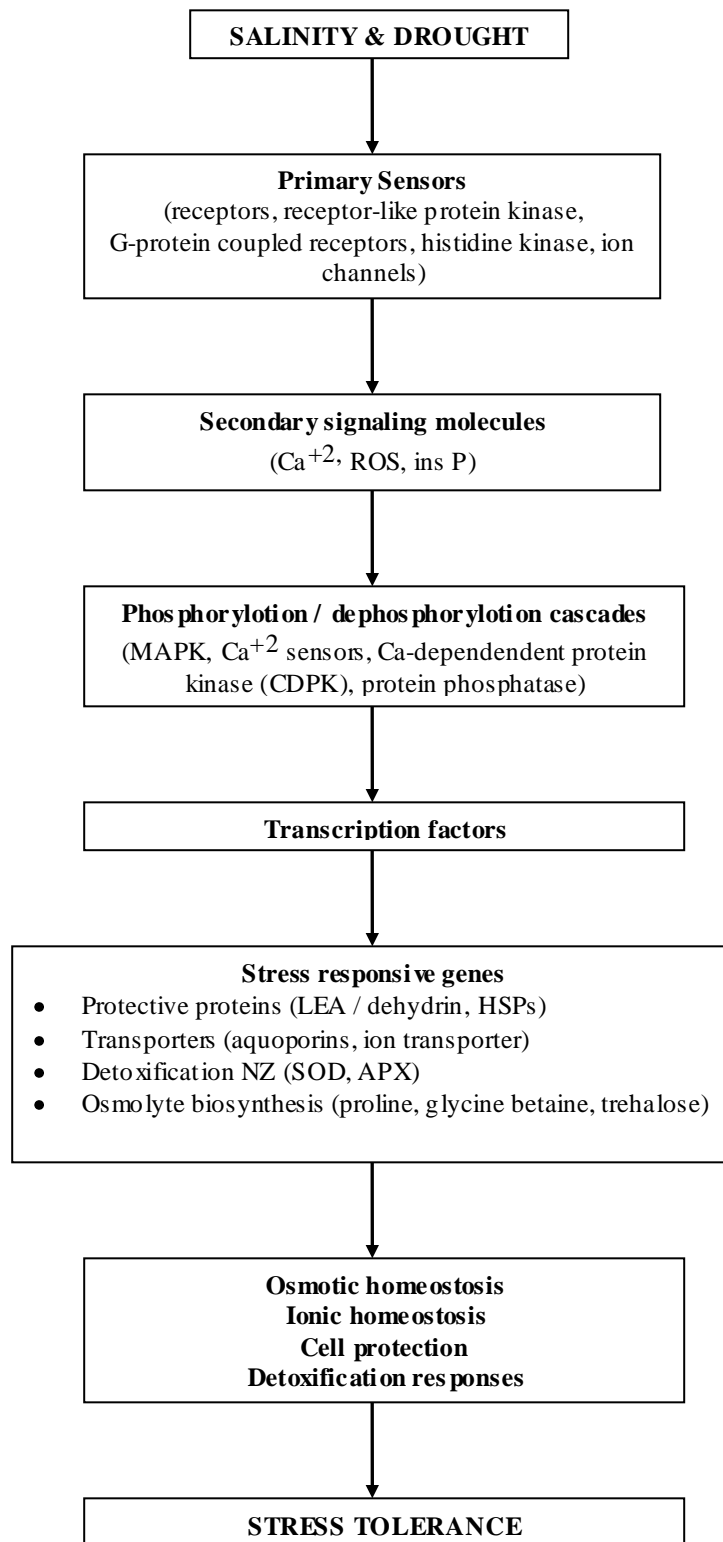 SALINITY & DROUGHT
Primary Sensors
(receptors, receptor-like protein kinase,
G-protein coupled receptors, histidine kinase, ion
channels)
Secondary signaling molecules
(Ca+2, ROS, ins P)
Phosphorylotion / dephosphorylotion cascades
(MAPK, Ca+2 sensors, Ca-dependendent protein
kinase (CDPK), protein phosphatase)
Transcription factors
Stress responsive genes
• Protective proteins (LEA / dehydrin, HSPs)
• Transporters (aquoporins, ion transporter)
• Detoxification NZ (SOD, APX)
• Osmolyte biosynthesis (proline, glycine betaine, trehalose)
Osmotic homeostosis
Ionic homeostosis
Cell protection
Detoxification responses
STRESS TOLERANCE